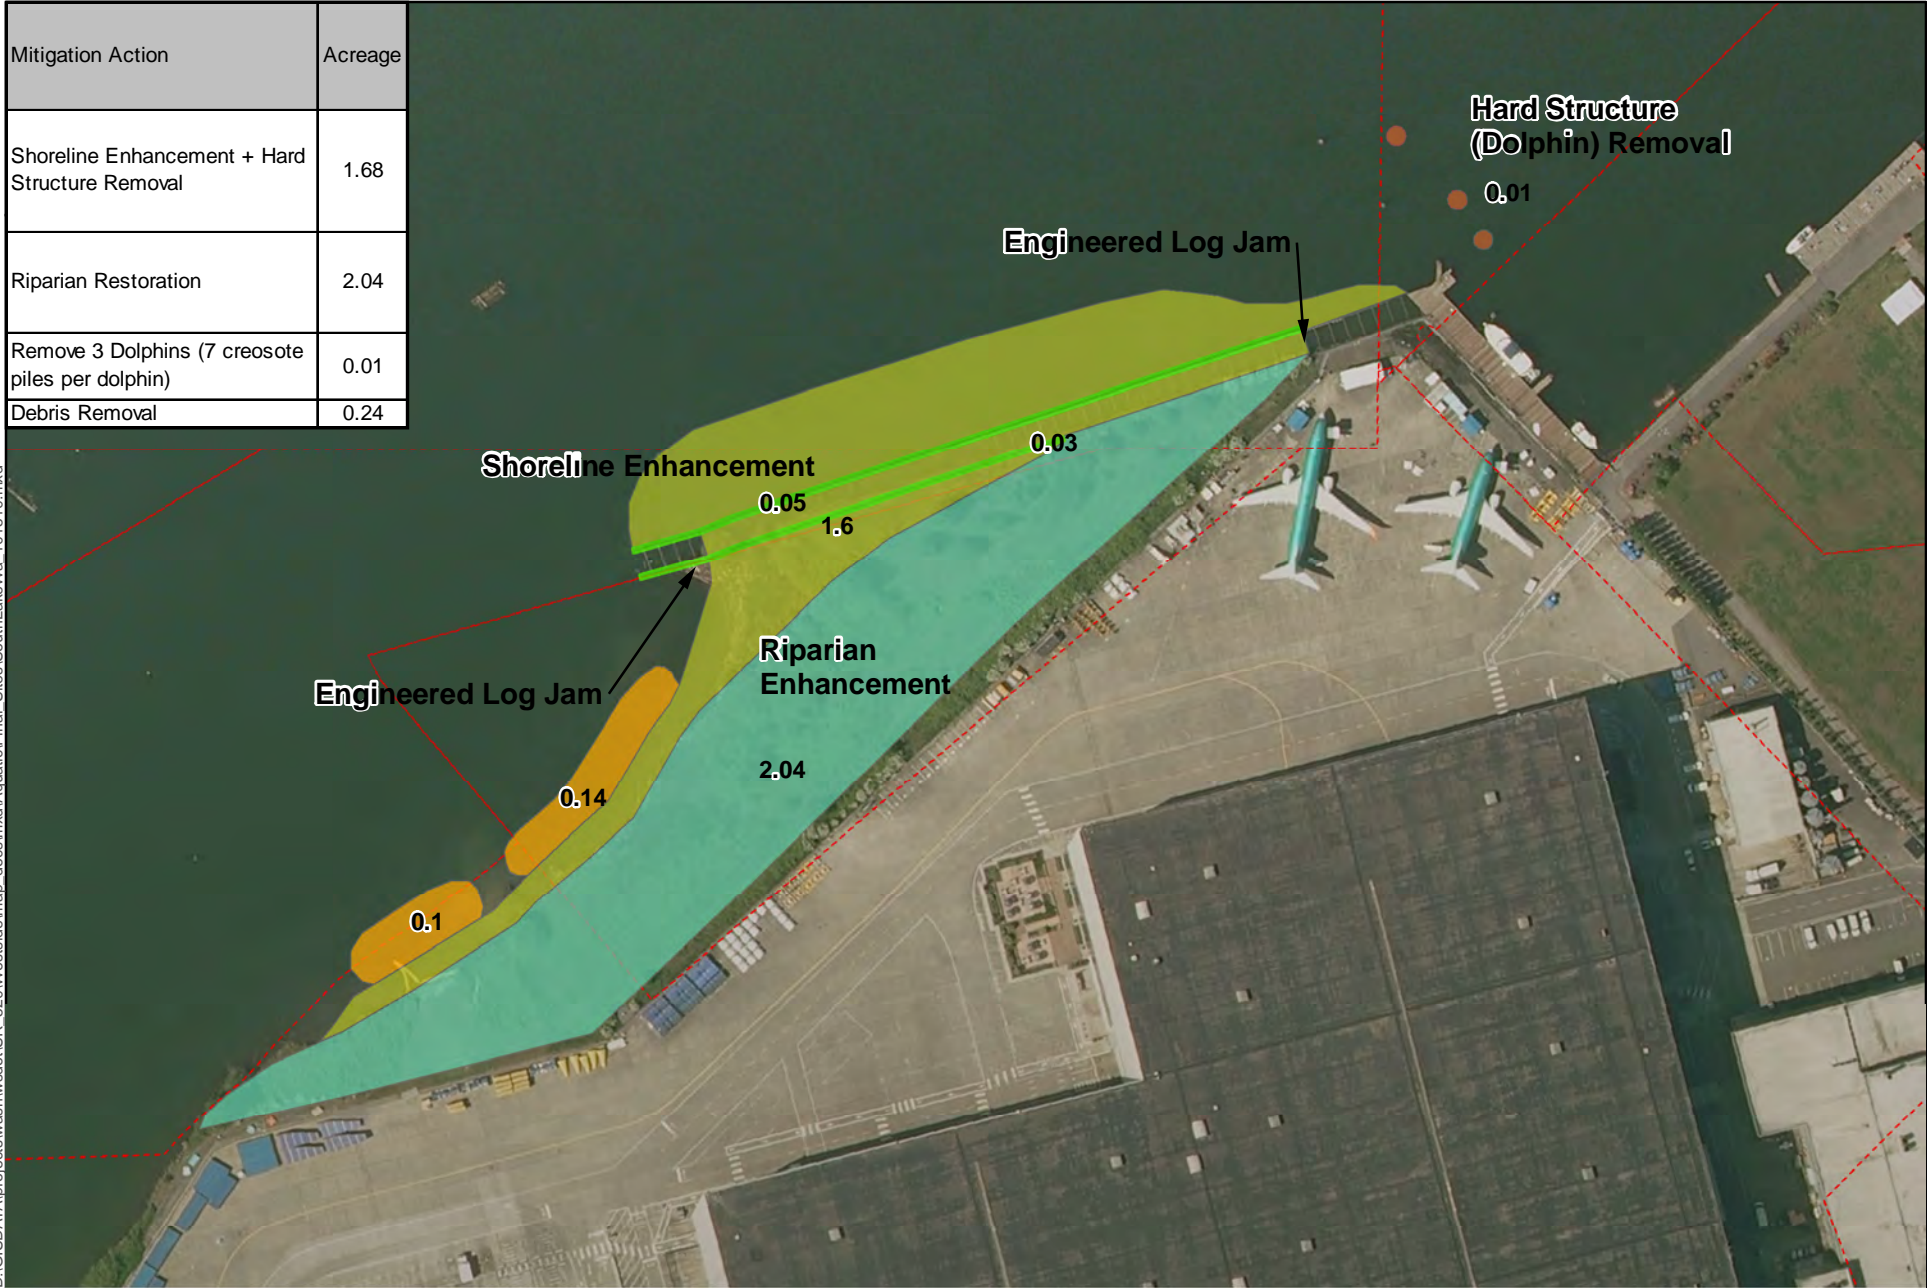 Mitigation Action Acreage
Shoreline Enhancement + Hard
Structure Removal 1.68
Riparian Restoration 2.04
Remove 3 Dolphins (7 creosote
piles per dolphin) 0.01
Debris Removal 0.24
Hard Structure
(Dolphin) Removal
0.01
Engineered Log Jam
0.03
Shoreline Enhancement
0.05
1.6
Riparian
Enhancement
Engineered Log Jam
2.04
0.14
0.1